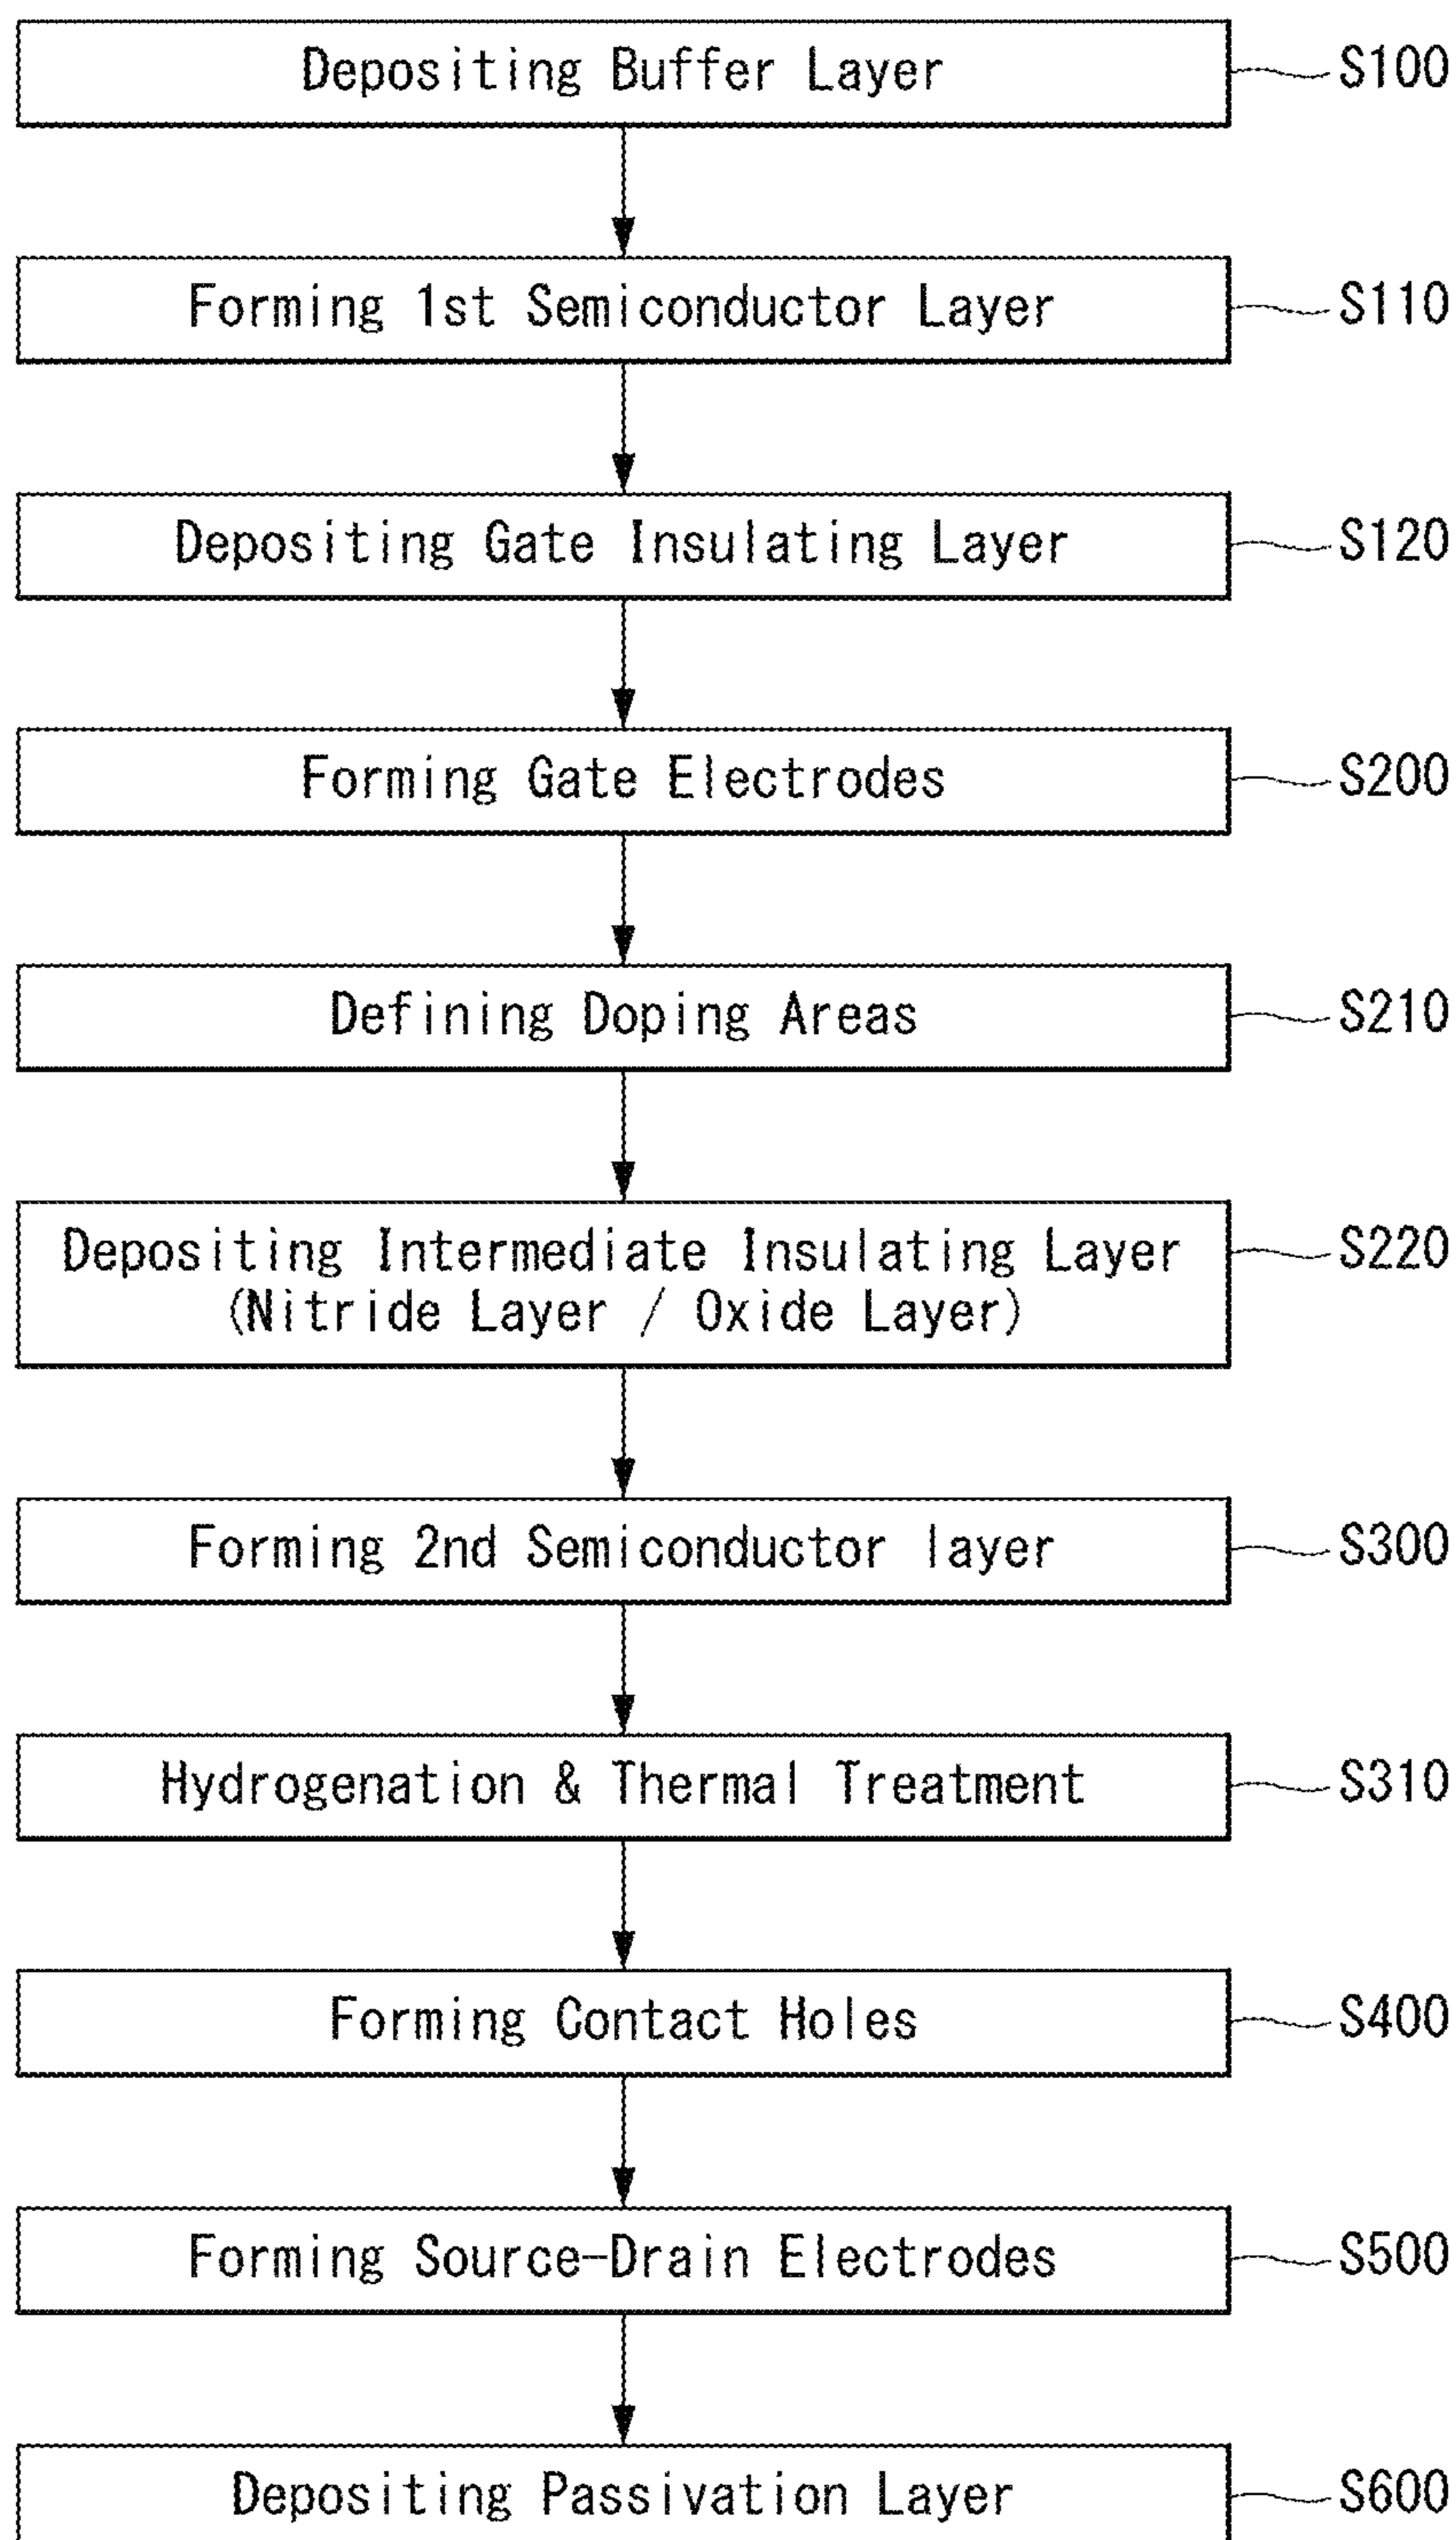 Depositing Buffer Layer S100
Forming 1st Semiconductor Layer S110
Depositing Gate Insulating Layer S120
Forming Gate Electrodes S200
Defining Doping Areas S210
Depositing Intermediate Insulating Layer S220
(Nitride Layer / Oxide Layer)
Forming 2nd Semiconductor layer S300
Hydrogenation & Thermal Treatment S310
Forming Contact Holes S400
Forming Source-Drain Electrodes S500
Depositing Passivation Layer S600